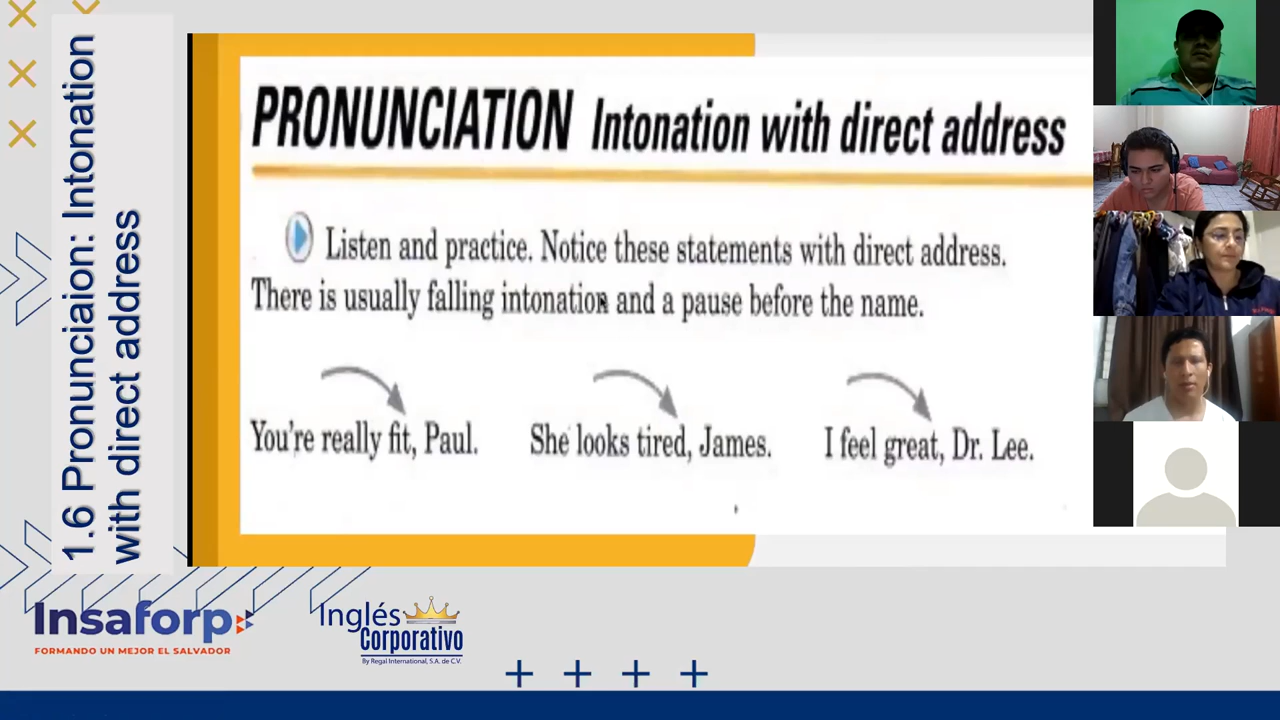 1.6 Pronunciaion: Intonation
with direct address
PRONUNCIATION Intonation with direct address
Listen and practice. Notice these statements with direct address.
There is usually falling intonation and a pause before the name.
You're really fit, Paul. She looks tired, James. I feel great, Dr. Lee.
Insaforp
FORMANDO UN MEJOR EL SALVADOR
Inglés
Corporativo
By Regal International, S.A. de C.V.